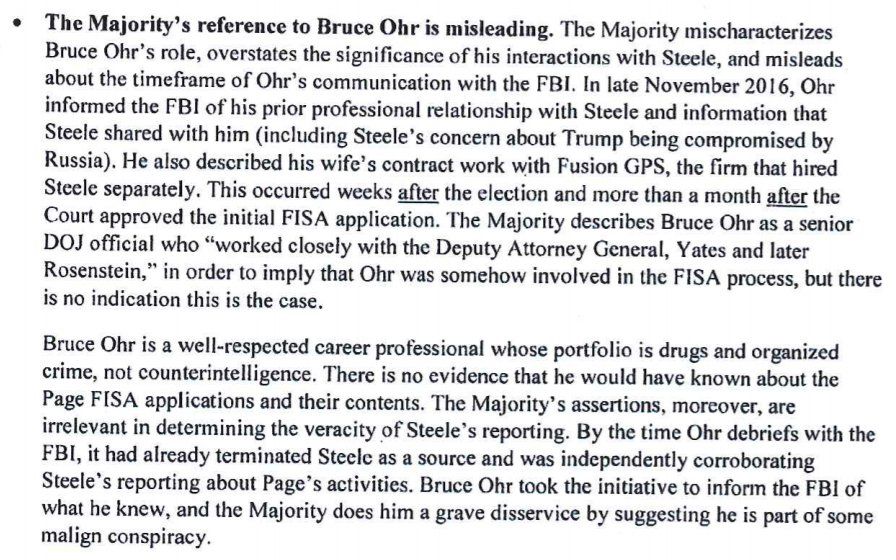 • The Majority's reference to Bruce Ohr is misleading. The Majority mischaracterizes
Bruce Ohr's role, overstates the significance of his interactions with Steele, and misleads
about the timeframe of Ohr's communication with the FBI. In late November 2016, Ohr
informed the FBI of his prior professional relationship with Steele and information that
Steele shared with him (including Steele's concern about Trump being compromised by
Russia). He also described his wife's contract work with Fusion GPS, the firm that hired
Steele separately. This occurred weeks after the election and more than a month after the
Court approved the initial FISA application. The Majority describes Bruce Ohr as a senior
DOJ official who “worked closely with the Deputy Attorney General, Yates and later
Rosenstein,” in order to imply that Ohr was somehow involved in the FISA process, but there
is no indication this is the case.
Bruce Ohr is a well-respected career professional whose portfolio is drugs and organized
crime, not counterintelligence. There is no evidence that he would have known about the
Page FISA applications and their contents. The Majority's assertions, moreover, are
irrelevant in determining the veracity of Steele's reporting. By the time Ohr debriefs with the
FBI, it had already terminated Steele as a source and was independently corroborating
Steele's reporting about Page's activities. Bruce Ohr took the initiative to inform the FBI of
what he knew, and the Majority does him a grave disservice by suggesting he is part of some
malign conspiracy.